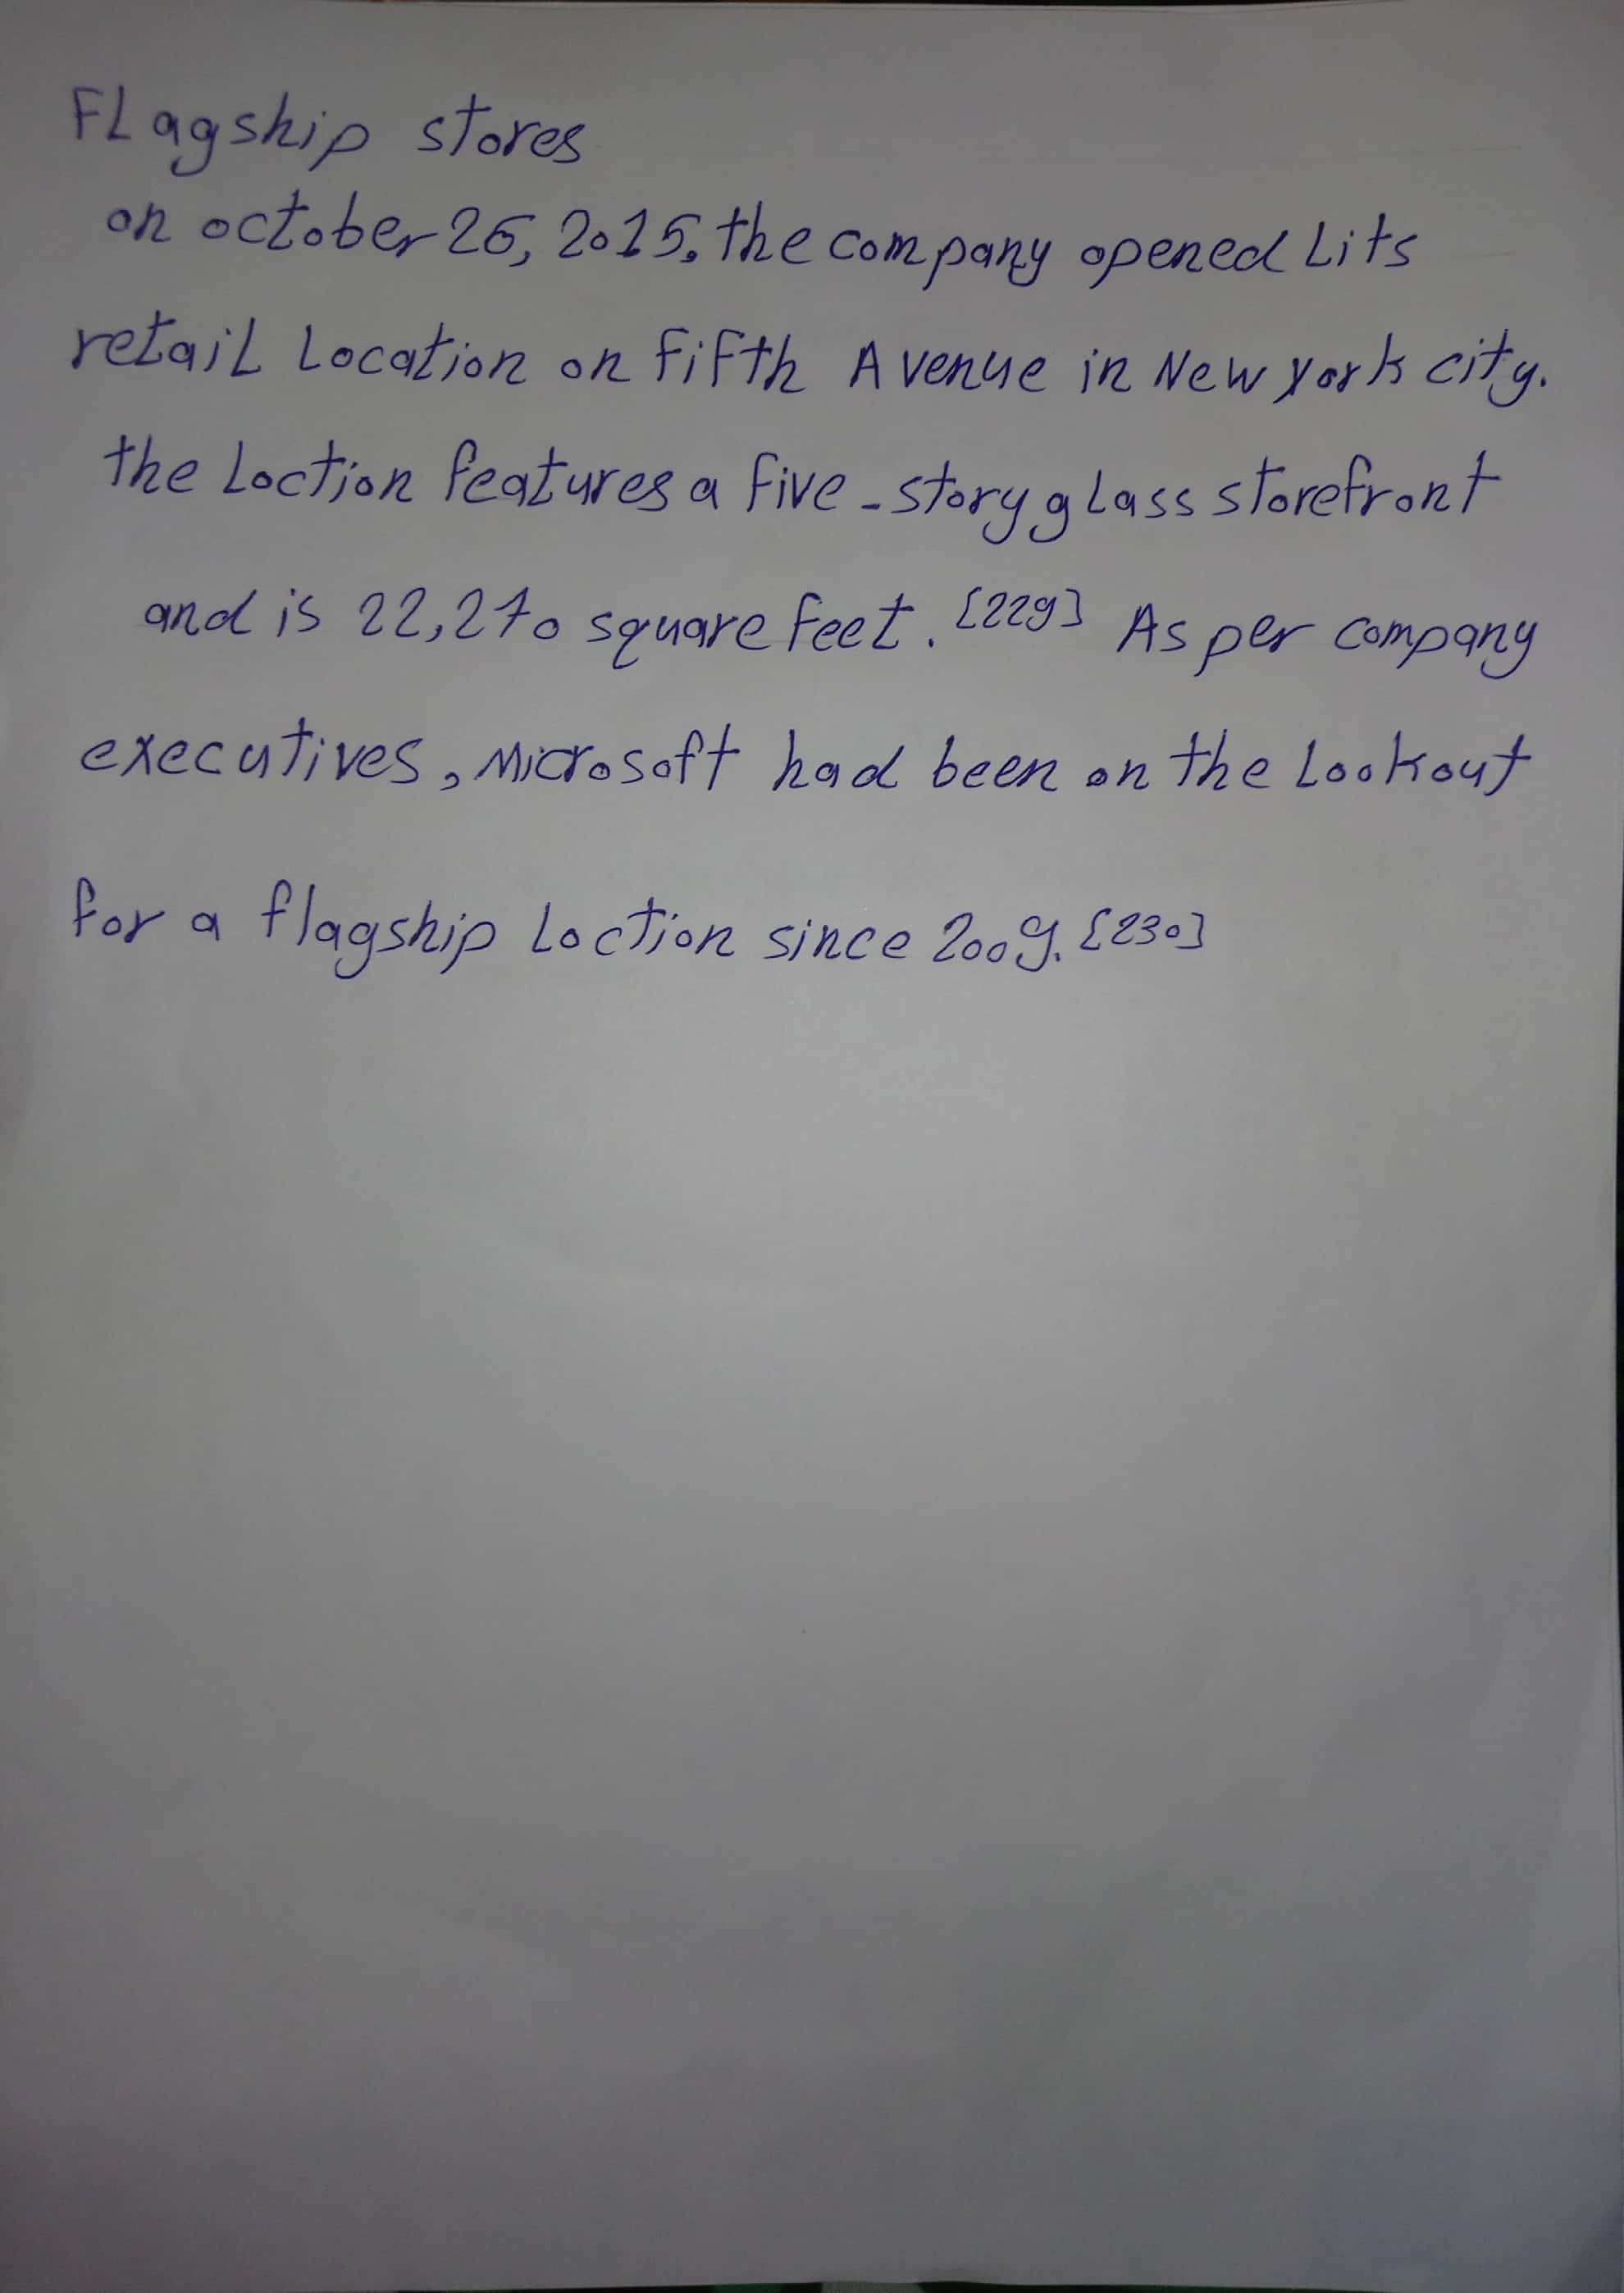 FLagship stores
on october 26, 2015. the company opened Lits
retail Location on fifth Avenue in New york city.
the Loction features a five-story gLass storefront
and is 22,270 square feet. [229] As per company
executives, Microsoft had been on the Lookout
for a flagship Loction since 2009. [230]